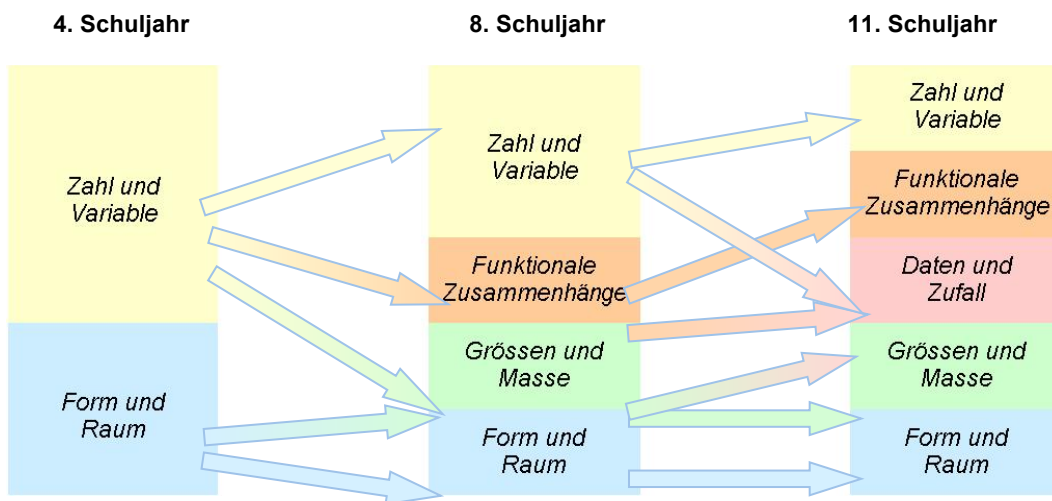 4. Schuljahr
8. Schuljahr
11. Schuljahr
Zahl und
Variable
Form und
Raum
Zahl und
Variable
Funktionale
Zusammenhänge
Grössen und
Masse
Form und
Raum
Zahl und
Variable
Funktionale
Zusammenhänge
Daten und
Zufall
Grössen und
Masse
Form und
Raum